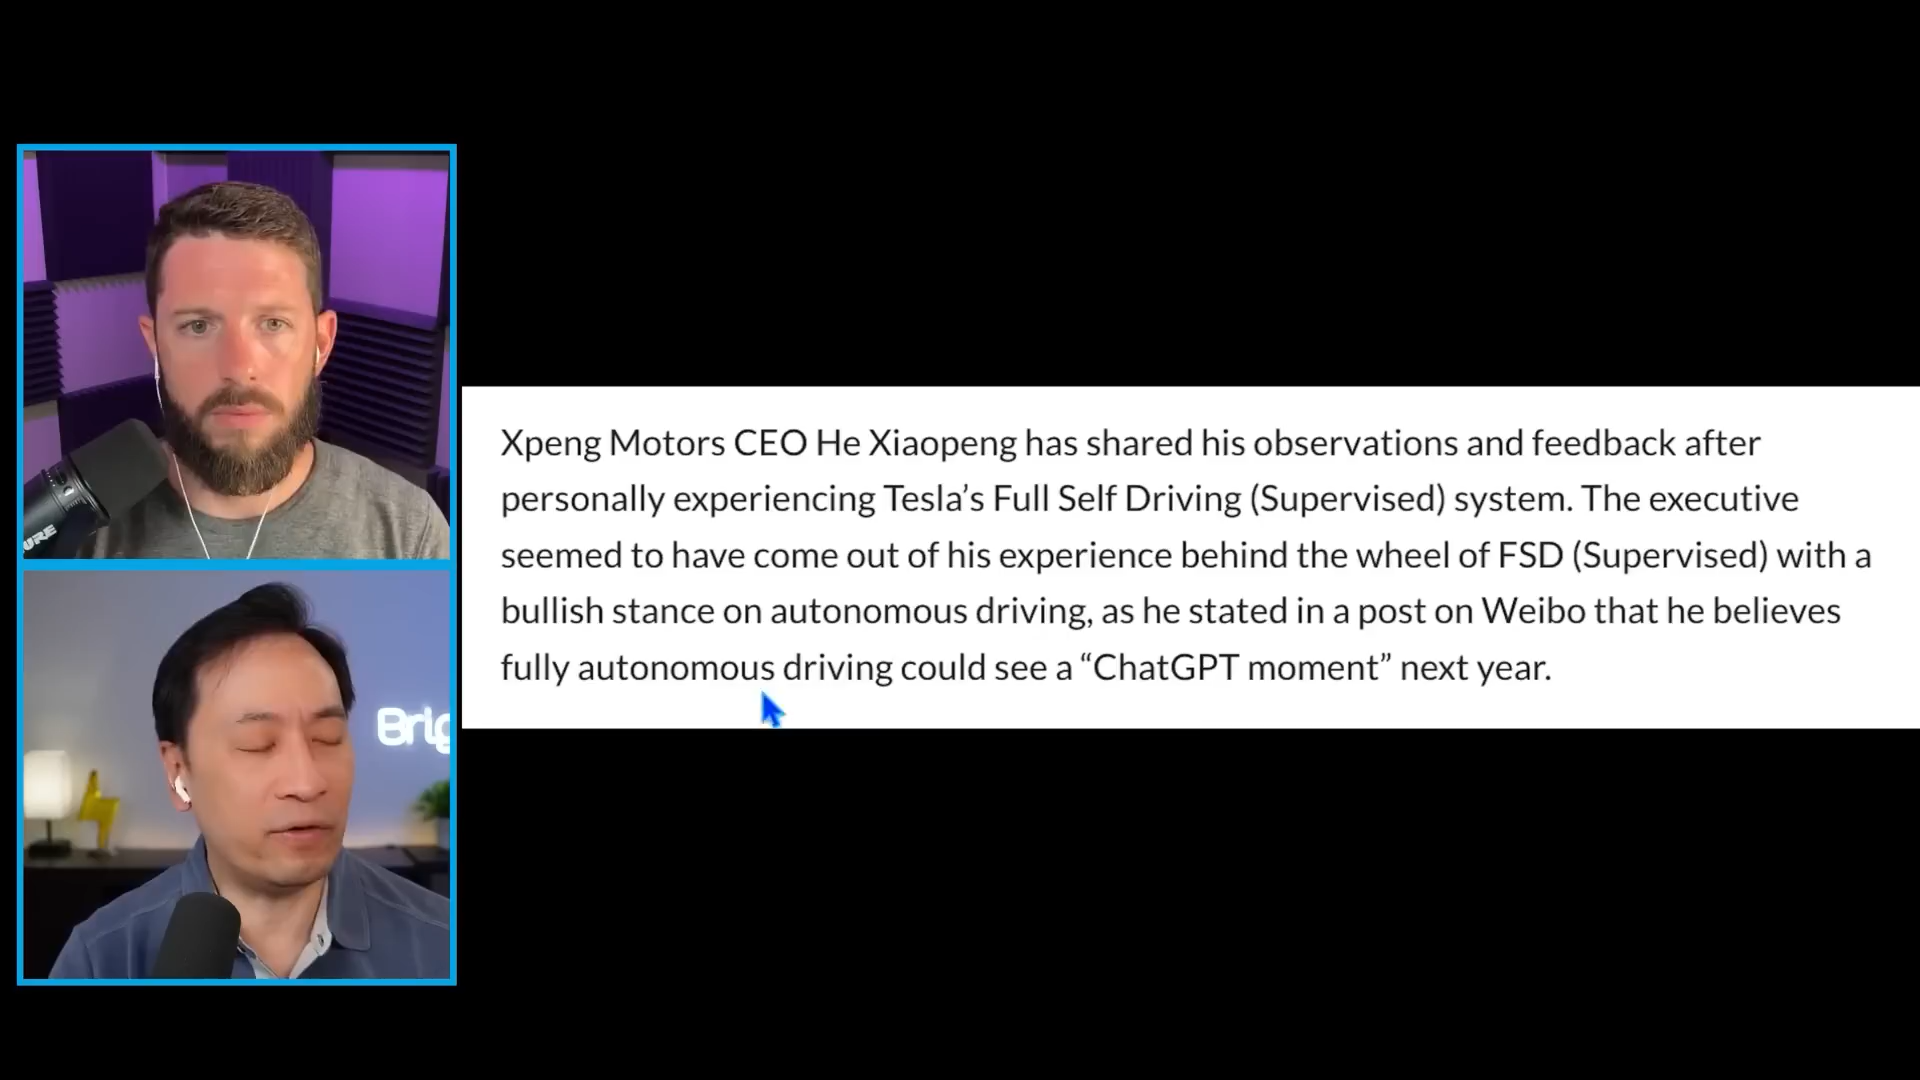 Xpeng Motors CEO He Xiaopeng has shared his observations and feedback after
personally experiencing Tesla’s Full Self Driving (Supervised) system. The executive
seemed to have come out of his experience behind the wheel of FSD (Supervised) with a
bullish stance on autonomous driving, as he stated in a post on Weibo that he believes
fully autonomous driving could see a “ChatGPT moment” next year.
URE
Brig